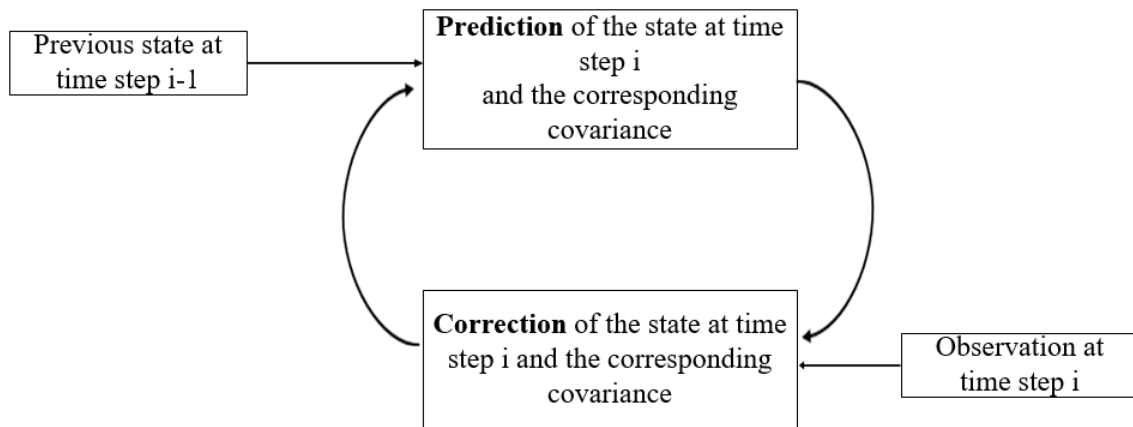 Previous state at
time step i-1
Prediction of the state at time
step i
and the corresponding
covariance
Correction of the state at time
step i and the corresponding
covariance
Observation at
time step i